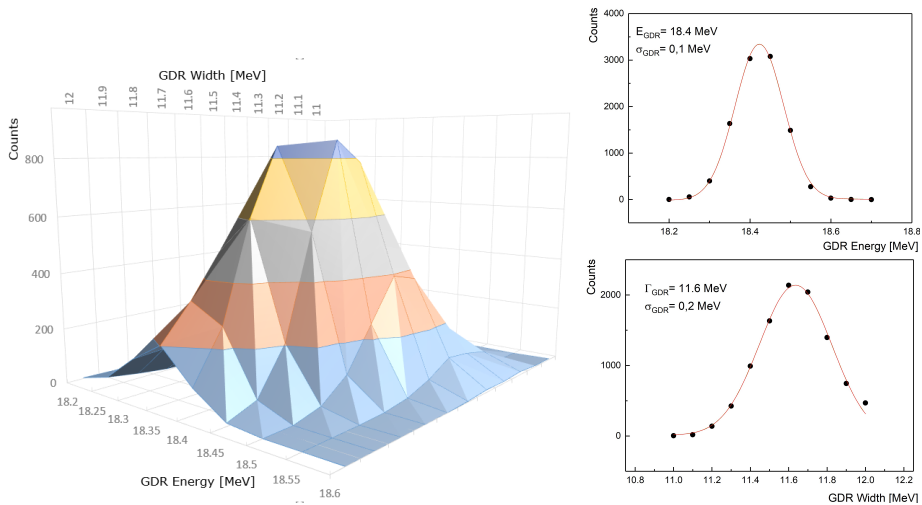 GDR Width [MeV]
12
11.9
11.8
11.7
11.6
11.5
11.4
11.3
11.2
11.1
11
Counts
800
600
400
200
0
18.2
18.25
18.3
18.35
18.4
18.45
18.5
18.55
18.6
GDR Energy [MeV]
Counts
4000
3000
2000
1000
0
E_GDR= 18.4 MeV
σ_GDR= 0,1 MeV
18.2 18.4 18.6 18.8
GDR Energy [MeV]
Counts
2000
1000
0
Γ_GDR= 11.6 MeV
σ_GDR= 0,2 MeV
10.8 11.0 11.2 11.4 11.6 11.8 12.0 12.2
GDR Width [MeV]